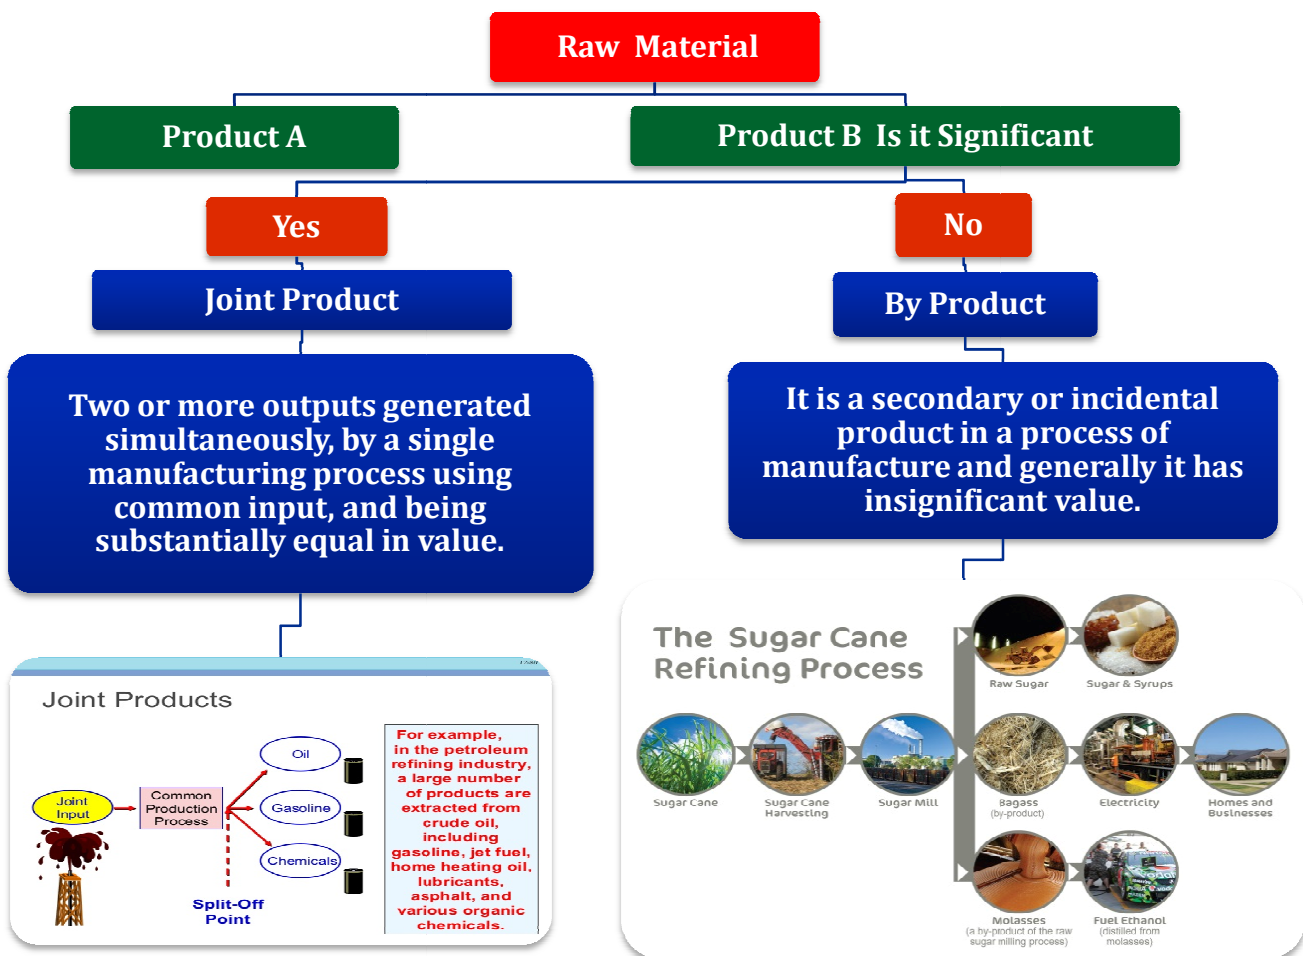 Raw  Material
Product A
Product B  Is it Significant
Yes
No
Joint Product
By Product
Two or more outputs generated
simultaneously, by a single
manufacturing process using
common input, and being
substantially equal in value.
It is a secondary or incidental
product in a process of
manufacture and generally it has
insignificant value.
Joint Products
Oil
Joint
Input
Common
Production
Process
Gasoline
Chemicals
Split-Off
Point
For example,
in the petroleum
refining industry,
a large number
of products are
extracted from
crude oil,
including
gasoline, jet fuel,
home heating oil,
lubricants,
asphalt, and
various organic
chemicals.
The  Sugar Cane
Refining Process
Raw Sugar
Sugar & Syrups
Sugar Cane
Sugar Cane
Harvesting
Sugar Mill
Bagass
(by-product)
Electricity
Homes and
Businesses
Molasses
(a by-product of the raw
sugar milling process)
Fuel Ethanol
(distilled from
molasses)